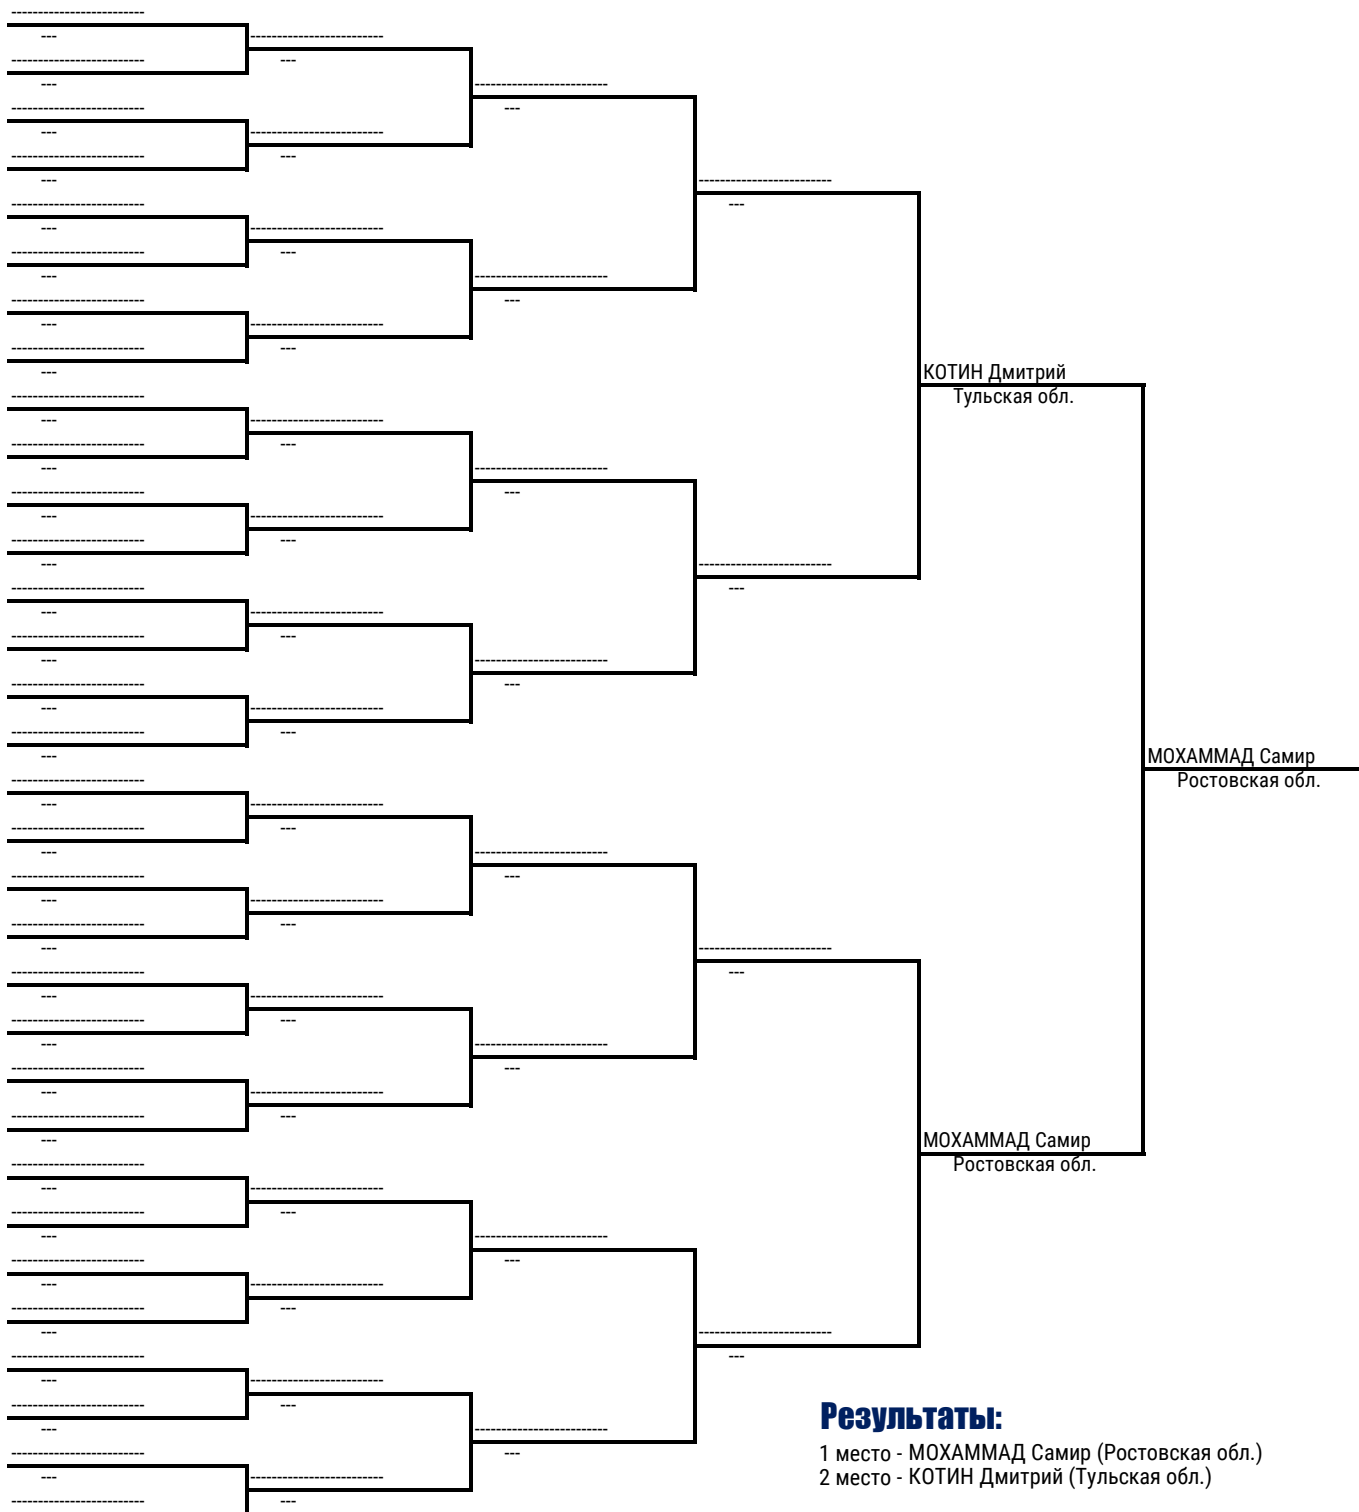 КОТИН Дмитрий
Тульская обл.
МОХАММАД Самир
Ростовская обл.
МОХАММАД Самир
Ростовская обл.
Результаты:
1 место - МОХАММАД Самир (Ростовская обл.)
2 место - КОТИН Дмитрий (Тульская обл.)